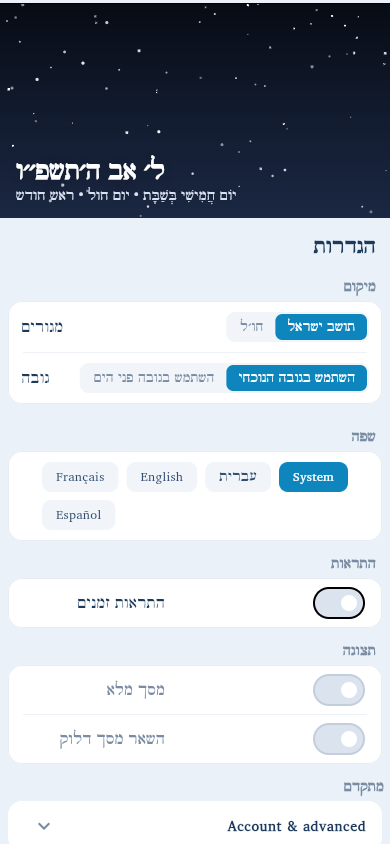 ל׳ אב ה׳תשפ״ו
יוֹם חֲמִישִׁי בְּשַׁבָּת • יום חול • ראש חודש
הגדרות
מיקום
מגורים תושב ישראל חו״ל
גובה השתמש בגובה הנוכחי השתמש בגובה פני הים
שפה
System עברית English Français
Español
התראות
התראות זמנים
תצוגה
מסך מלא
השאר מסך דלוק
מתקדם
Account & advanced